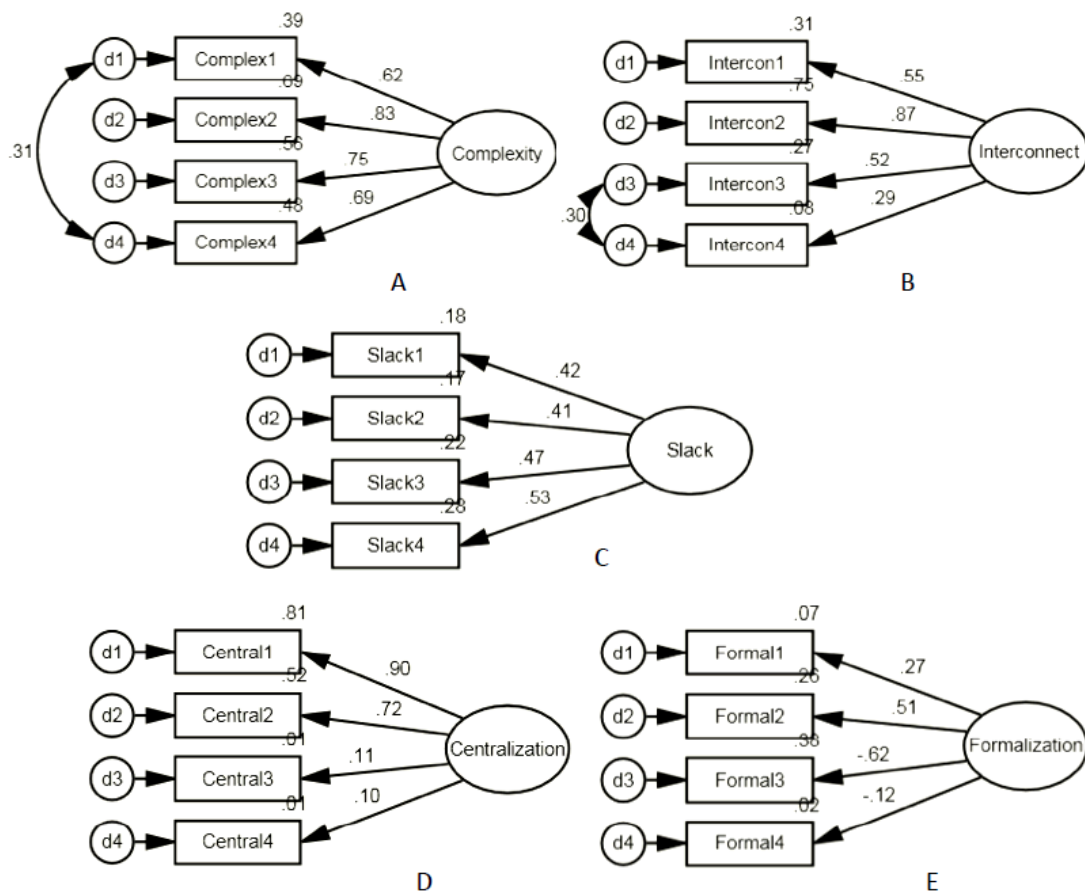 .39
d1
Complex1
.62
.69
d2
Complex2
.83
Complexity
.56
.31
d3
Complex3
.75
.48
.69
d4
Complex4
A
.31
d1
Intercon1
.55
.75
d2
Intercon2
.87
Interconnect
.27
d3
Intercon3
.52
.30
.08
.29
d4
Intercon4
B
.18
d1
Slack1
.42
.17
d2
Slack2
.41
Slack
.22
d3
Slack3
.47
.28
.53
d4
Slack4
C
.81
d1
Central1
.90
.52
d2
Central2
.72
Centralization
.01
d3
Central3
.11
.01
.10
d4
Central4
D
.07
d1
Formal1
.27
.26
d2
Formal2
.51
Formalization
.38
d3
Formal3
-.62
.02
-.12
d4
Formal4
E